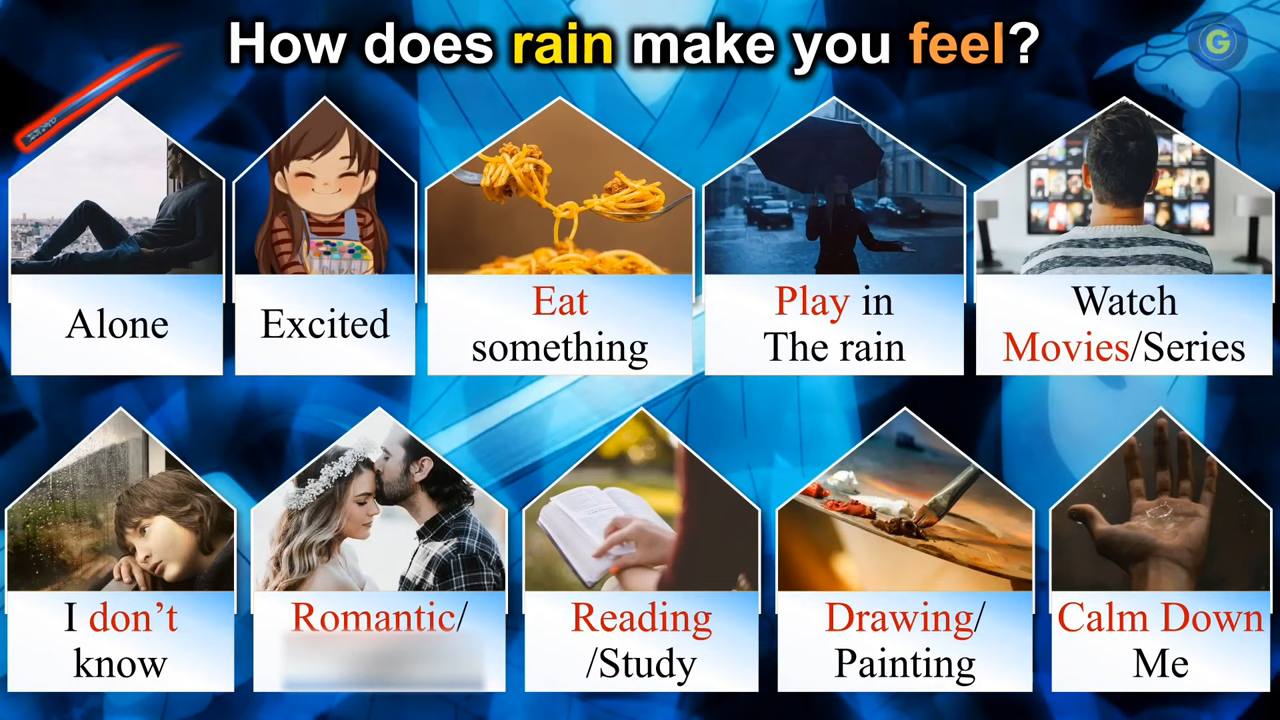 How does rain make you feel?
G
Alone
Excited
Eat
something
Play in
The rain
Watch
Movies/Series
I don't
know
Romantic/
Reading
/Study
Drawing/
Painting
Calm Down
Me